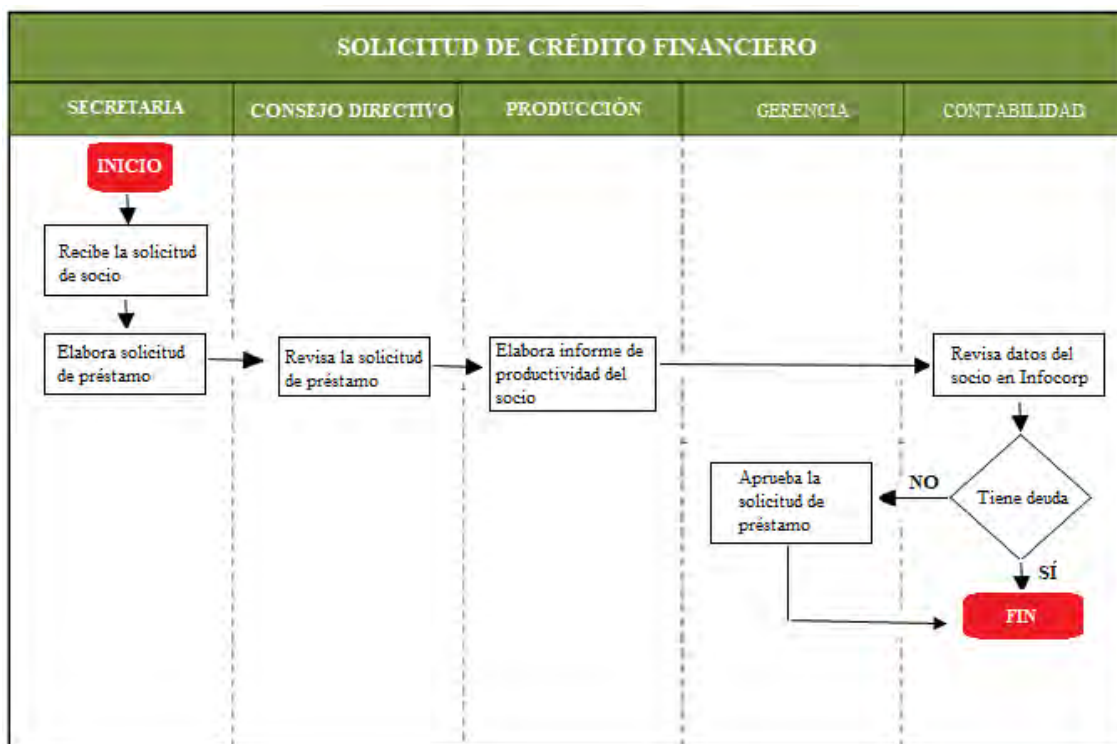 SOLICITUD DE CRÉDITO FINANCIERO
SECRETARIA
CONSEJO DIRECTIVO
PRODUCCIÓN
GERENCIA
CONTABILIDAD
INICIO
Recibe la solicitud
de socio
Elabora solicitud
de préstamo
Revisa la solicitud
de préstamo
Elabora informe de
productividad del
socio
Revisa datos del
socio en Infocorp
Tiene deuda
NO
Aprueba la
solicitud de
préstamo
SÍ
FIN